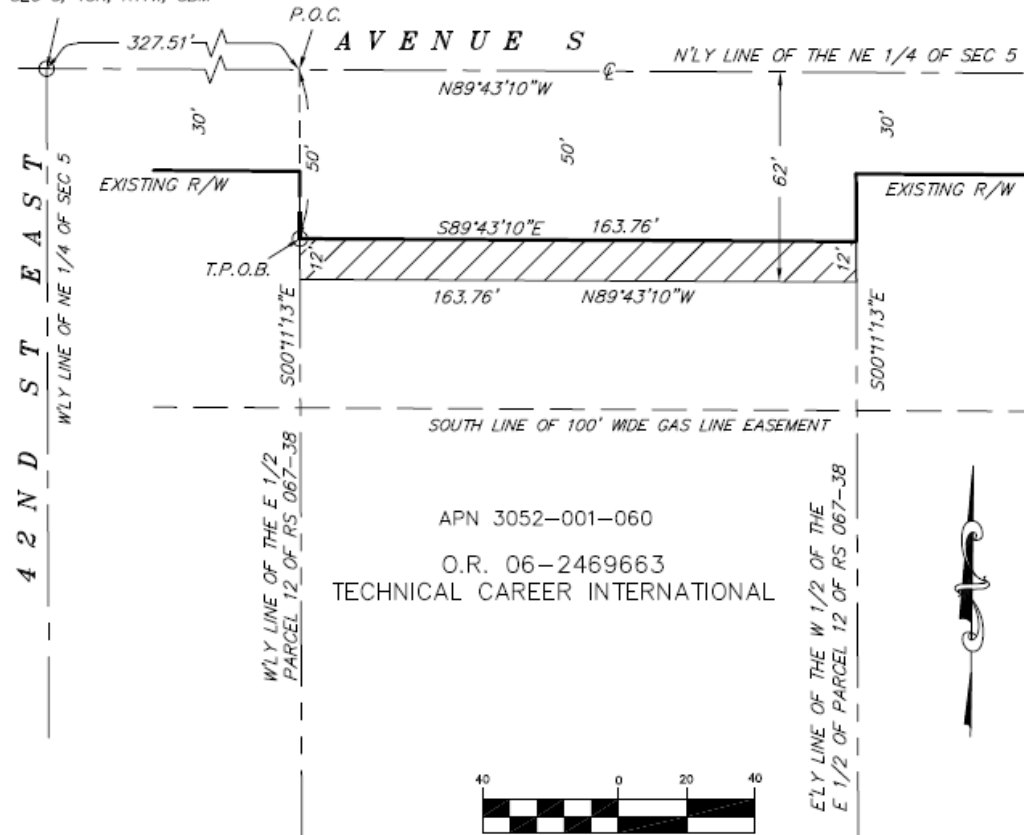 P.O.C.
327.51'
AVENUE S
N'LY LINE OF THE NE 1/4 OF SEC 5
N89°43'10"W
30'
50'
50'
62'
30'
EXISTING R/W
EXISTING R/W
S89°43'10"E 163.76'
T.P.O.B.
12'
12'
163.76' N89°43'10"W
42ND ST EAST
W'LY LINE OF NE 1/4 OF SEC 5
S00°11'13"E
S00°11'13"E
SOUTH LINE OF 100' WIDE GAS LINE EASEMENT
W'LY LINE OF THE E 1/2
PARCEL 12 OF RS 067-38
APN 3052-001-060
O.R. 06-2469663
TECHNICAL CAREER INTERNATIONAL
E'LY LINE OF THE W 1/2 OF THE
E 1/2 OF PARCEL 12 OF RS 067-38
40 0 20 40